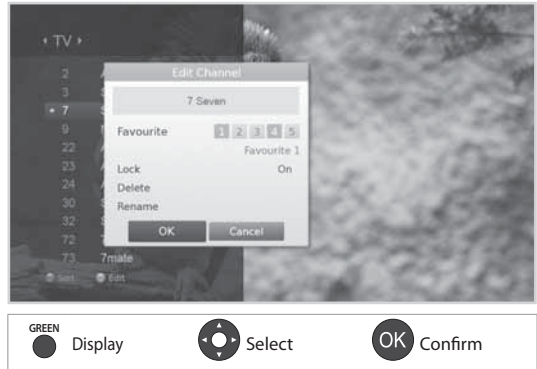 TV
2 A
3 S
7 S
9
22 A
23 A
24 A
30 S
32 S
72
73 7mate
Sort Edit
Edit Channel
7 Seven
Favourite 1 2 3 4 5
Favourite 1
Lock On
Delete
Rename
OK Cancel
GREEN
Display Select OK Confirm